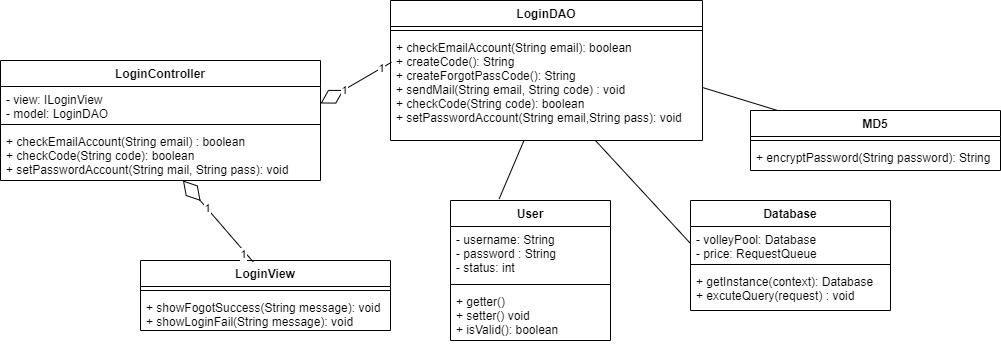 LoginDAO
+ checkEmailAccount(String email): boolean
+ createCode(): String
+ createForgotPassCode(): String
+ sendMail(String email, String code) : void
+ checkCode(String code): boolean
+ setPasswordAccount(String email,String pass): void
LoginController
- view: ILoginView
- model: LoginDAO
+ checkEmailAccount(String email) : boolean
+ checkCode(String code): boolean
+ setPasswordAccount(String mail, String pass): void
1
1
MD5
+ encryptPassword(String password): String
1
1
LoginView
+ showFogotSuccess(String message): void
+ showLoginFail(String message): void
User
- username: String
- password : String
- status: int
+ getter()
+ setter() void
+ isValid(): boolean
Database
- volleyPool: Database
- price: RequestQueue
+ getInstance(context): Database
+ excuteQuery(request) : void